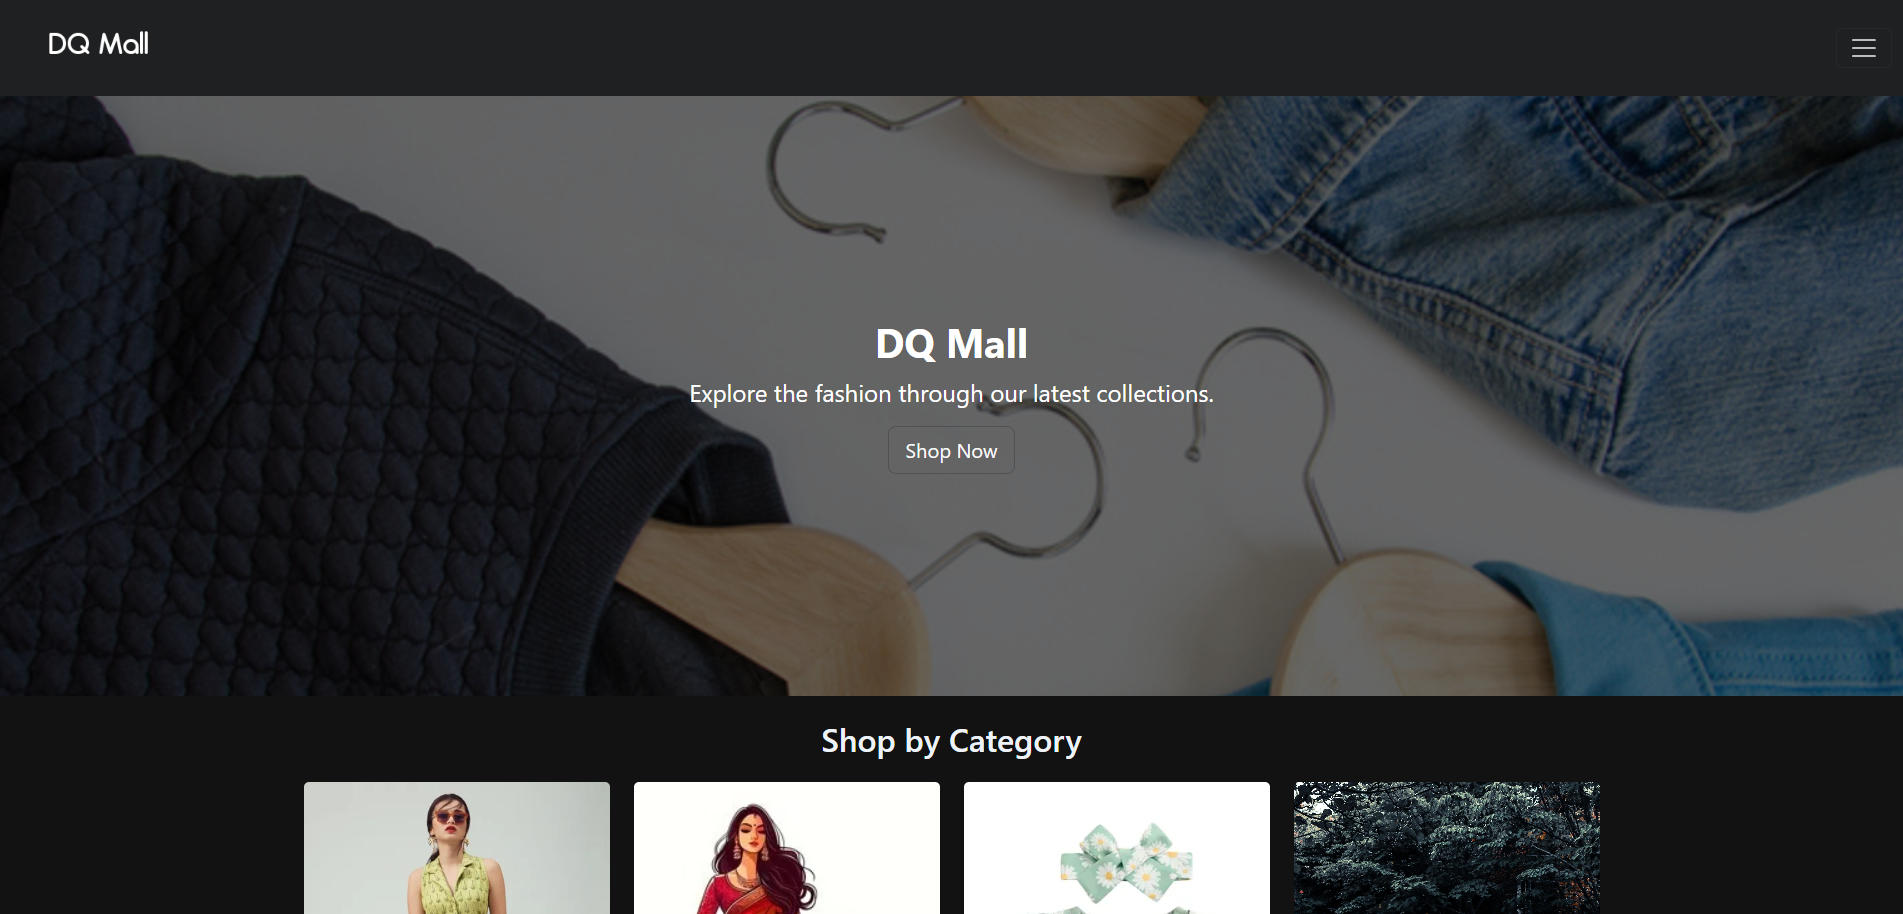 DQ Mall
DQ Mall
Explore the fashion through our latest collections.
Shop Now
Shop by Category